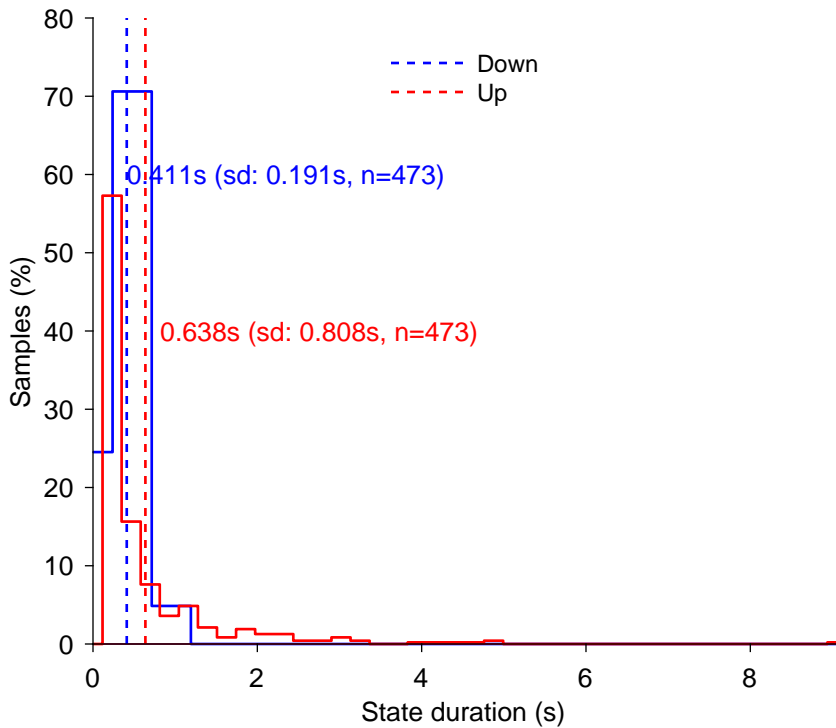 80
70
60
50
40
30
20
10
0
Samples (%)
Down
Up
0.411s (sd: 0.191s, n=473)
0.638s (sd: 0.808s, n=473)
0
2
4
6
8
State duration (s)